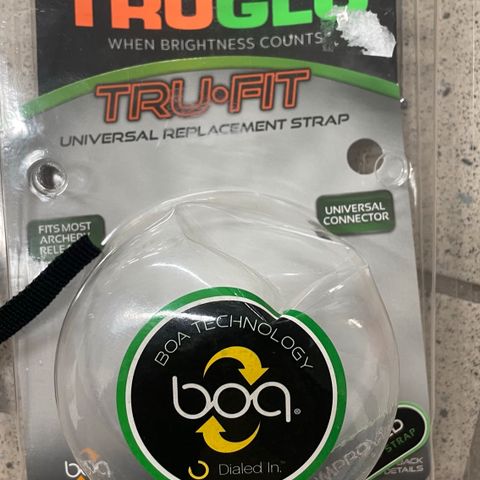 TRUGLO
WHEN BRIGHTNESS COUNTS
TRU•FIT
UNIVERSAL REPLACEMENT STRAP
FITS MOST
ARCHERY
UNIVERSAL
CONNECTOR
BOA TECHNOLOGY
boa®
Dialed In.™
STRAP
DETAILS